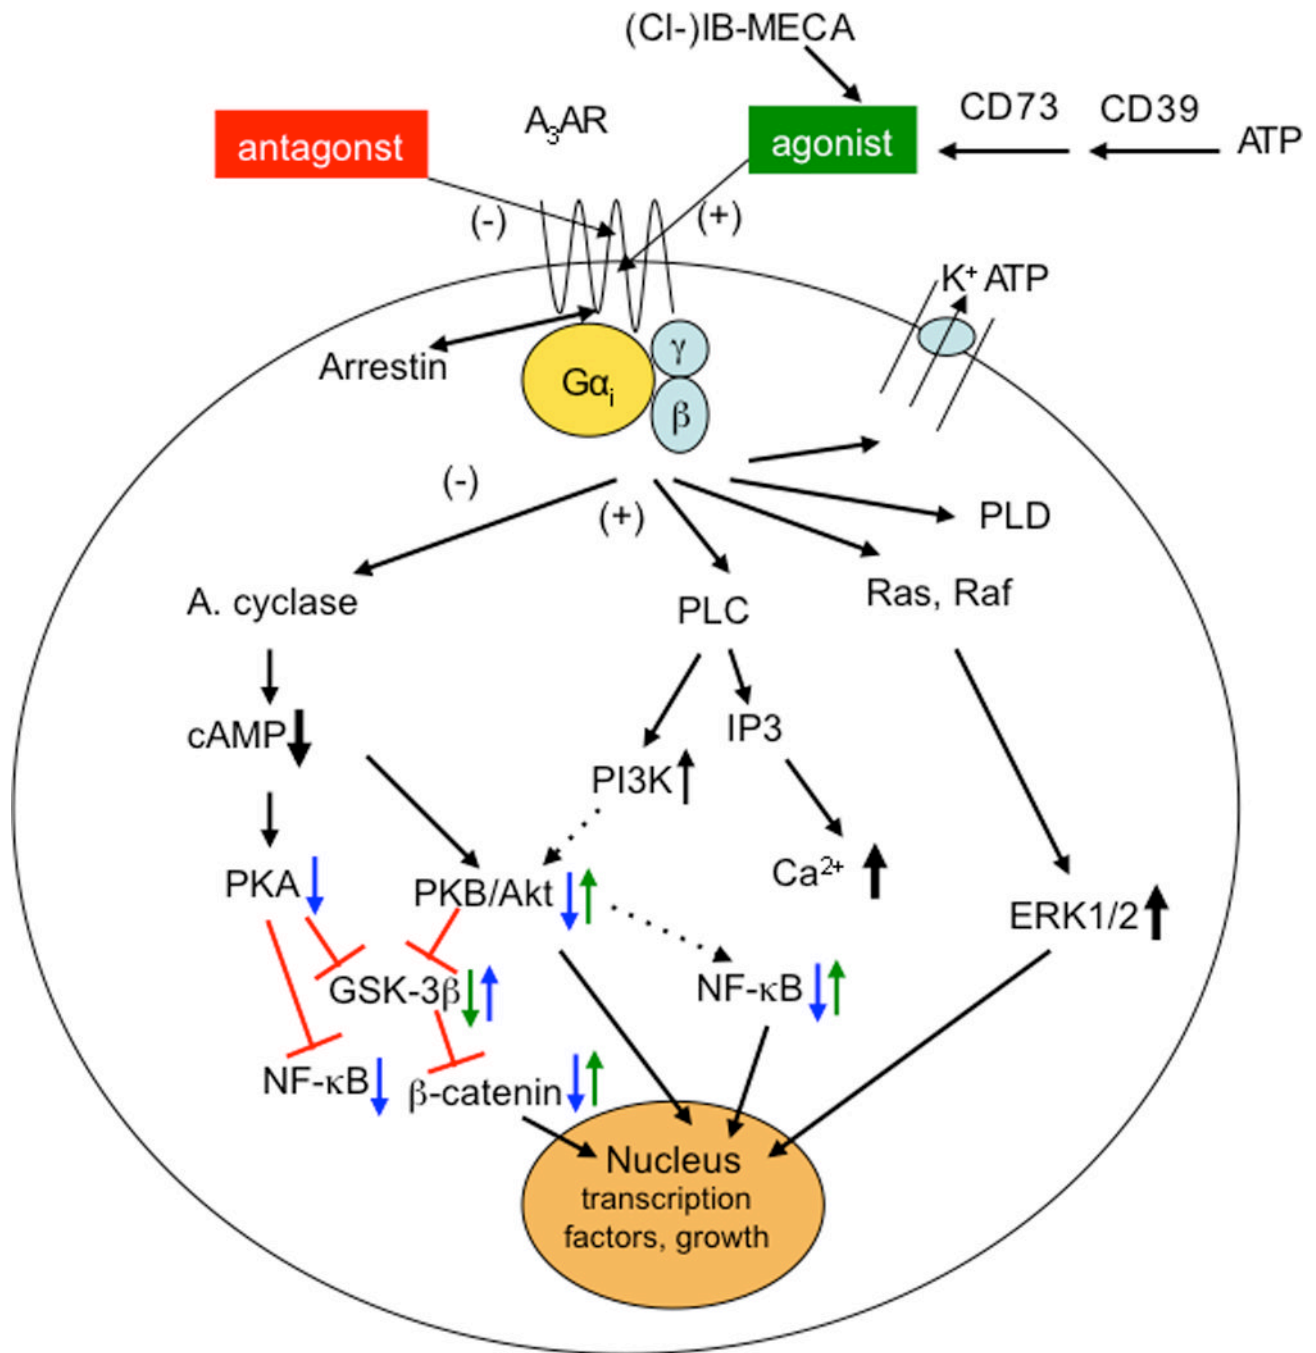 (Cl-)IB-MECA
CD73
CD39
ATP
A3AR
antagonst
agonist
(-)
(+)
K+ ATP
Arrestin
Gαi
γ
β
(-)
(+)
PLD
A. cyclase
PLC
Ras, Raf
cAMP
IP3
PI3K
PKA
PKB/Akt
Ca2+
ERK1/2
GSK-3β
NF-κB
NF-κB
β-catenin
Nucleus
transcription
factors, growth